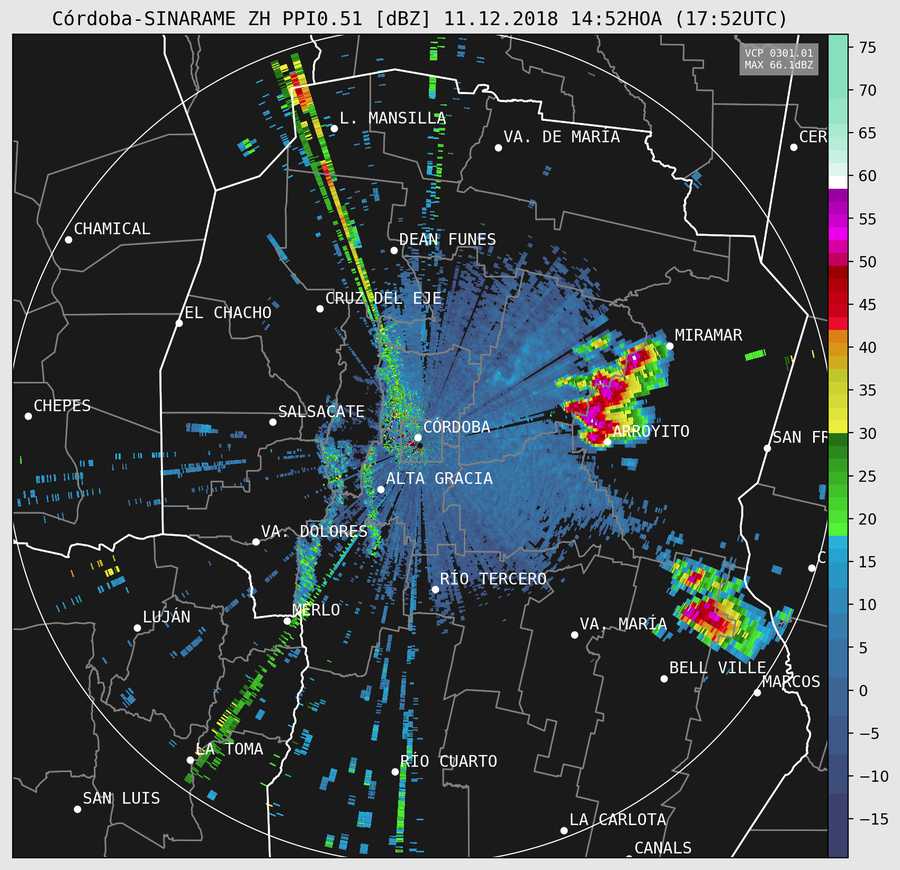 Córdoba-SINARAME ZH PPI0.51 [dBZ] 11.12.2018 14:52HOA (17:52UTC)
VCP 0301.01
MAX 66.1dBZ
75
70
65
60
55
50
45
40
35
30
25
20
15
10
5
0
−5
−10
−15
L. MANSILLA
VA. DE MARIA
CER
CHAMICAL
DEAN FUNES
CRUZ DEL EJE
EL CHACHO
MIRAMAR
CHEPES
SALSACATE
CÓRDOBA
ARROYITO
SAN FR
ALTA GRACIA
VA. DOLORES
C
RÍO TERCERO
MERLO
LUJÁN
VA. MARÍA
BELL VILLE
MARCOS
LA TOMA
RÍO CUARTO
SAN LUIS
LA CARLOTA
CANALS